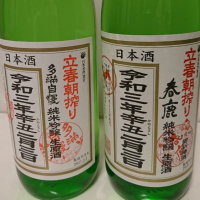 日本酒
立春朝搾り
多満自慢 純米吟醸 生原酒
令和三年辛丑二月三日
日本酒
立春朝搾り
春鹿
純米吟醸 生原酒
令和三年辛丑二月三日